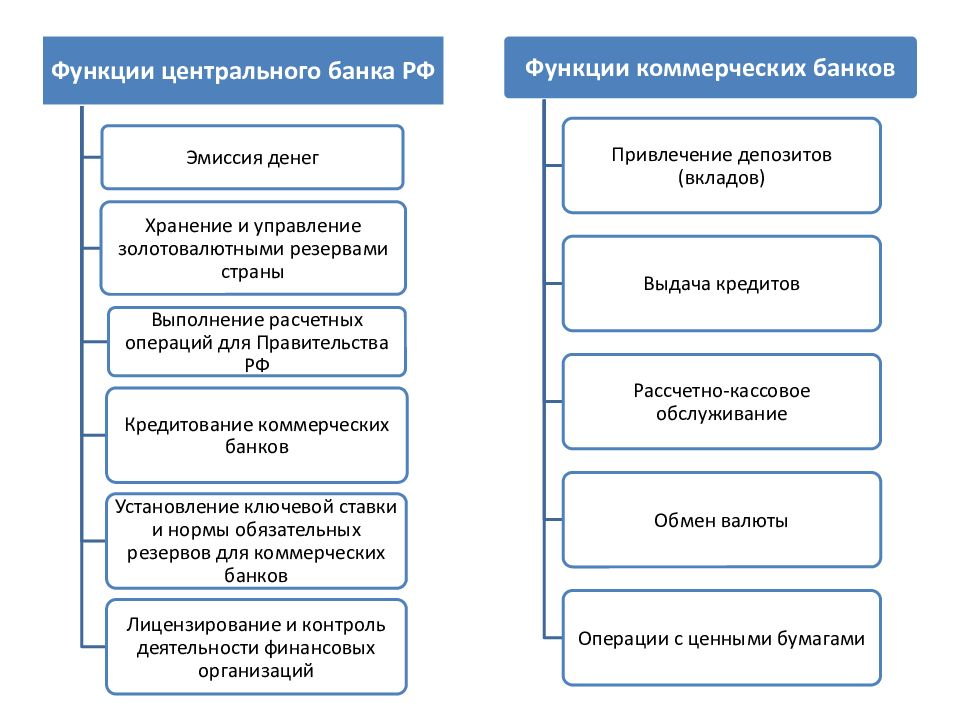 Функции центрального банка РФ
Эмиссия денег
Хранение и управление
золотовалютными резервами
страны
Выполнение расчетных
операций для Правительства
РФ
Кредитование коммерческих
банков
Установление ключевой ставки
и нормы обязательных
резервов для коммерческих
банков
Лицензирование и контроль
деятельности финансовых
организаций
Функции коммерческих банков
Привлечение депозитов
(вкладов)
Выдача кредитов
Рассчетно-кассовое
обслуживание
Обмен валюты
Операции с ценными бумагами